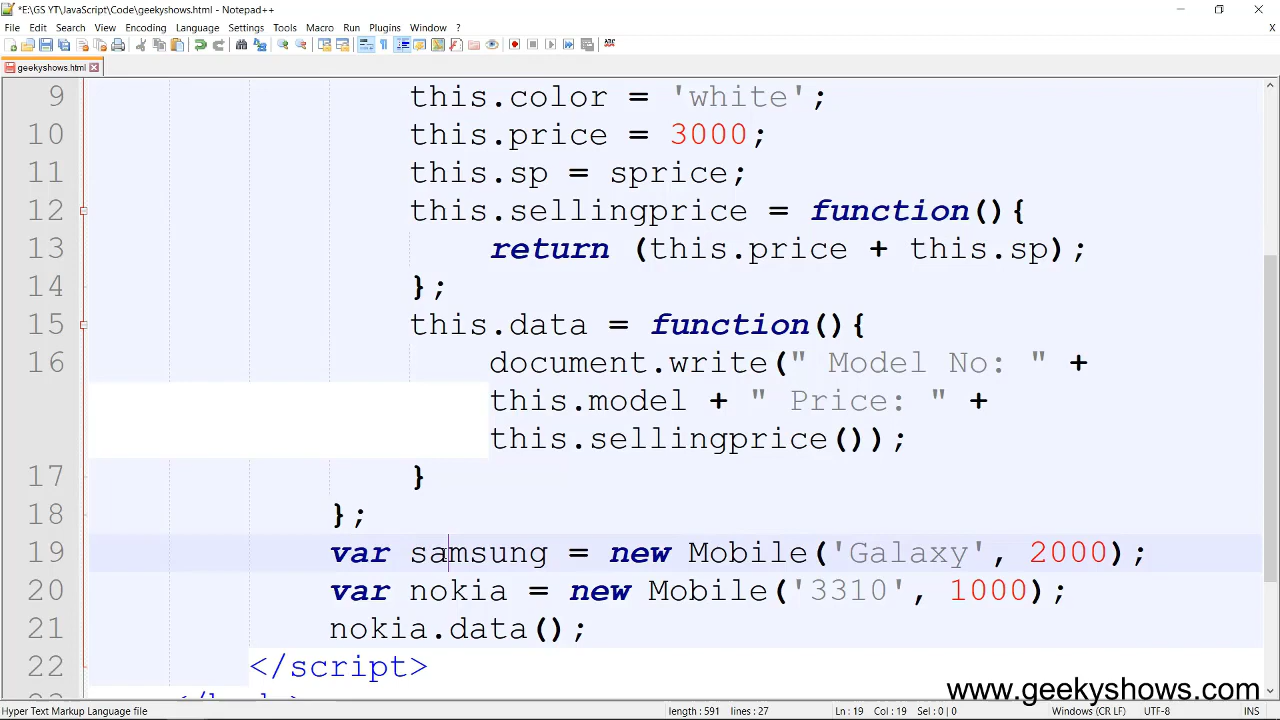 *E:\GS YT\JavaScript\Code\geekyshows.html - Notepad++
File Edit Search View Encoding Language Settings Tools Macro Run Plugins Window ? X
geekyshows.html
9 this.color = 'white';
10 this.price = 3000;
11 this.sp = sprice;
12 this.sellingprice = function(){
13 return (this.price + this.sp);
14 };
15 this.data = function(){
16 document.write(" Model No: " +
this.model + " Price: " +
this.sellingprice());
17 }
18 };
19 var samsung = new Mobile('Galaxy', 2000);
20 var nokia = new Mobile('3310', 1000);
21 nokia.data();
22 </script>
www.geekyshows.com
Hyper Text Markup Language file length : 591 lines : 27 Ln : 19 Col : 19 Sel : 0 | 0 Windows (CR LF) UTF-8 INS